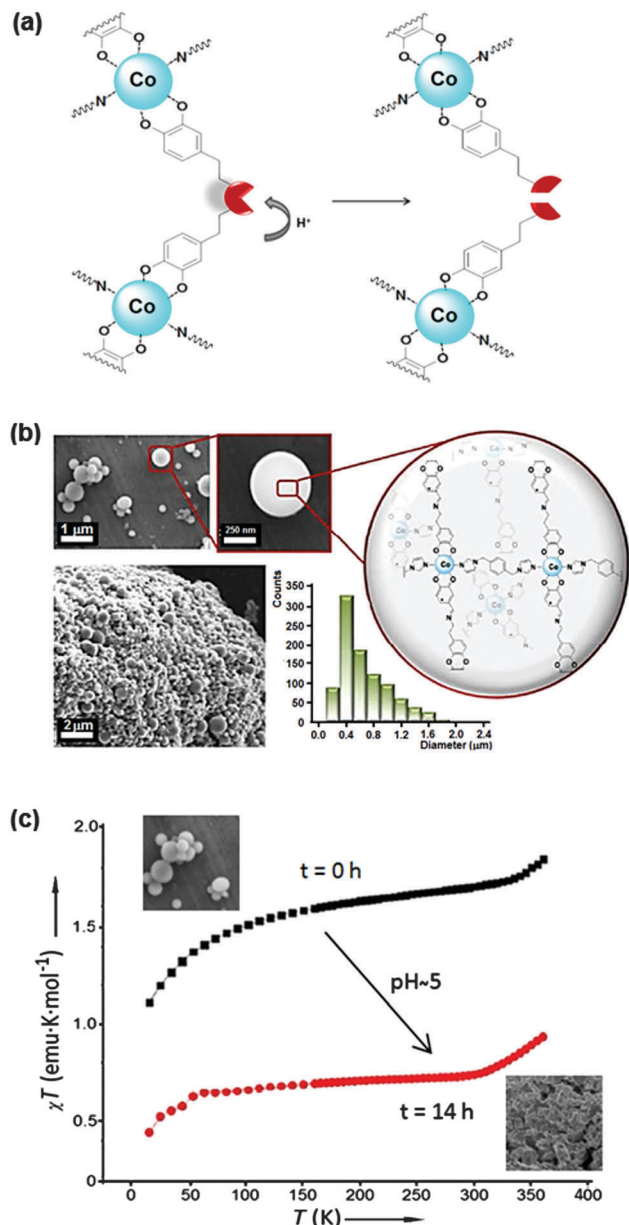 (a)
Co
N
N
O
O
O
O
H+
O
O
O
O
N
N
Co
Co
N
N
O
O
O
O
O
O
O
O
N
N
Co
(b)
1 μm
250 nm
2μm
Counts
350
300
250
200
150
100
50
0
0.0 0.4 0.8 1.2 1.6 2.0 2.4
Diameter (μm)
Co
Co
(c)
2.0
1.5
1.0
0.5
0
χT (emu·K·mol⁻¹)
t = 0 h
pH~5
t = 14 h
0 50 100 150 200 250 300 350 400
T (K)